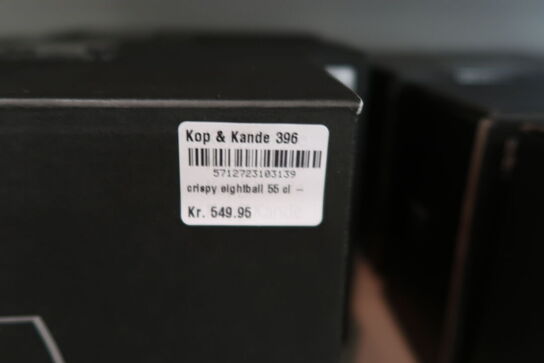 Kop & Kande 396
5712723103139
crispy eightball 55 cl –
Kr. 549.95